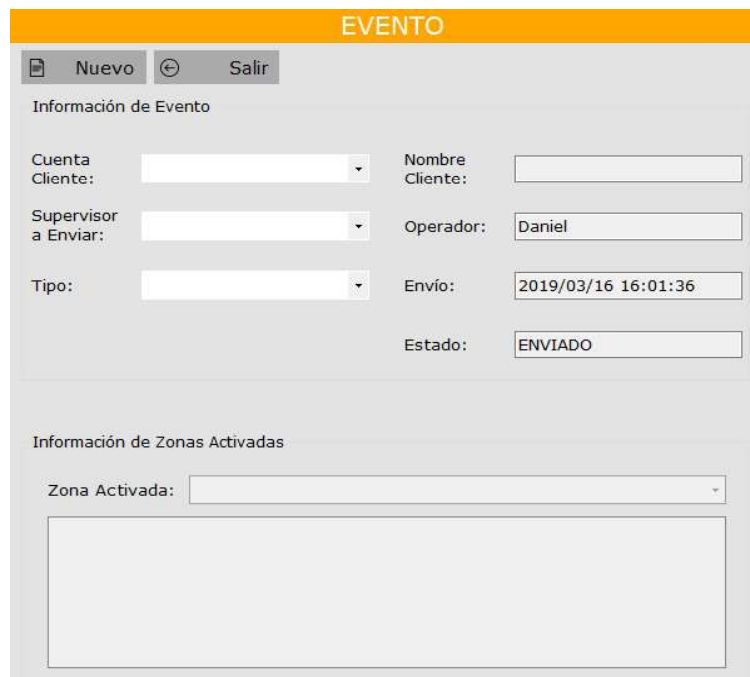 EVENTO
Nuevo Salir
Información de Evento
Cuenta Cliente: Nombre Cliente:
Supervisor a Enviar: Operador: Daniel
Tipo: Envío: 2019/03/16 16:01:36
Estado: ENVIADO
Información de Zonas Activadas
Zona Activada: